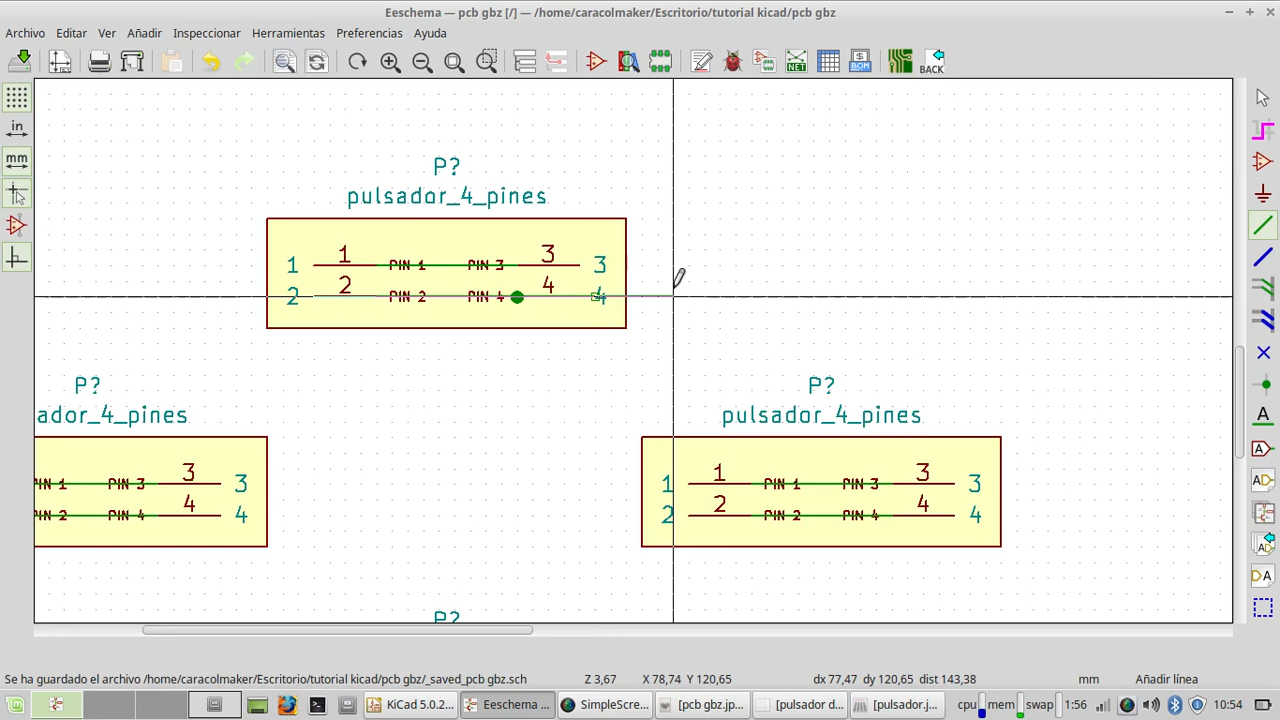 Eeschema — pcb gbz [/] — /home/caracolmaker/Escritorio/tutorial kicad/pcb gbz
Archivo Editar Ver Añadir Inspeccionar Herramientas Preferencias Ayuda
NET BOM BACK
in
mm
P?
pulsador_4_pines
1 1 PIN 1 PIN 3 3 3
2 2 PIN 2 PIN 4 4 4
P?
ador_4_pines
PIN 1 PIN 3 3 3
PIN 2 PIN 4 4 4
P?
pulsador_4_pines
1 1 PIN 1 PIN 3 3 3
2 2 PIN 2 PIN 4 4 4
P?
A
A
AD
AD
D A
Se ha guardado el archivo /home/caracolmaker/Escritorio/tutorial kicad/pcb gbz/_saved_pcb gbz.sch
Z 3,67
X 78,74 Y 120,65
dx 77,47 dy 120,65 dist 143,38
mm
Añadir línea
KiCad 5.0.2...
Eeschema ...
SimpleScre...
[pcb gbz.jp...
[pulsador d...
[pulsador.j...
cpu mem swap 1:56 10:54